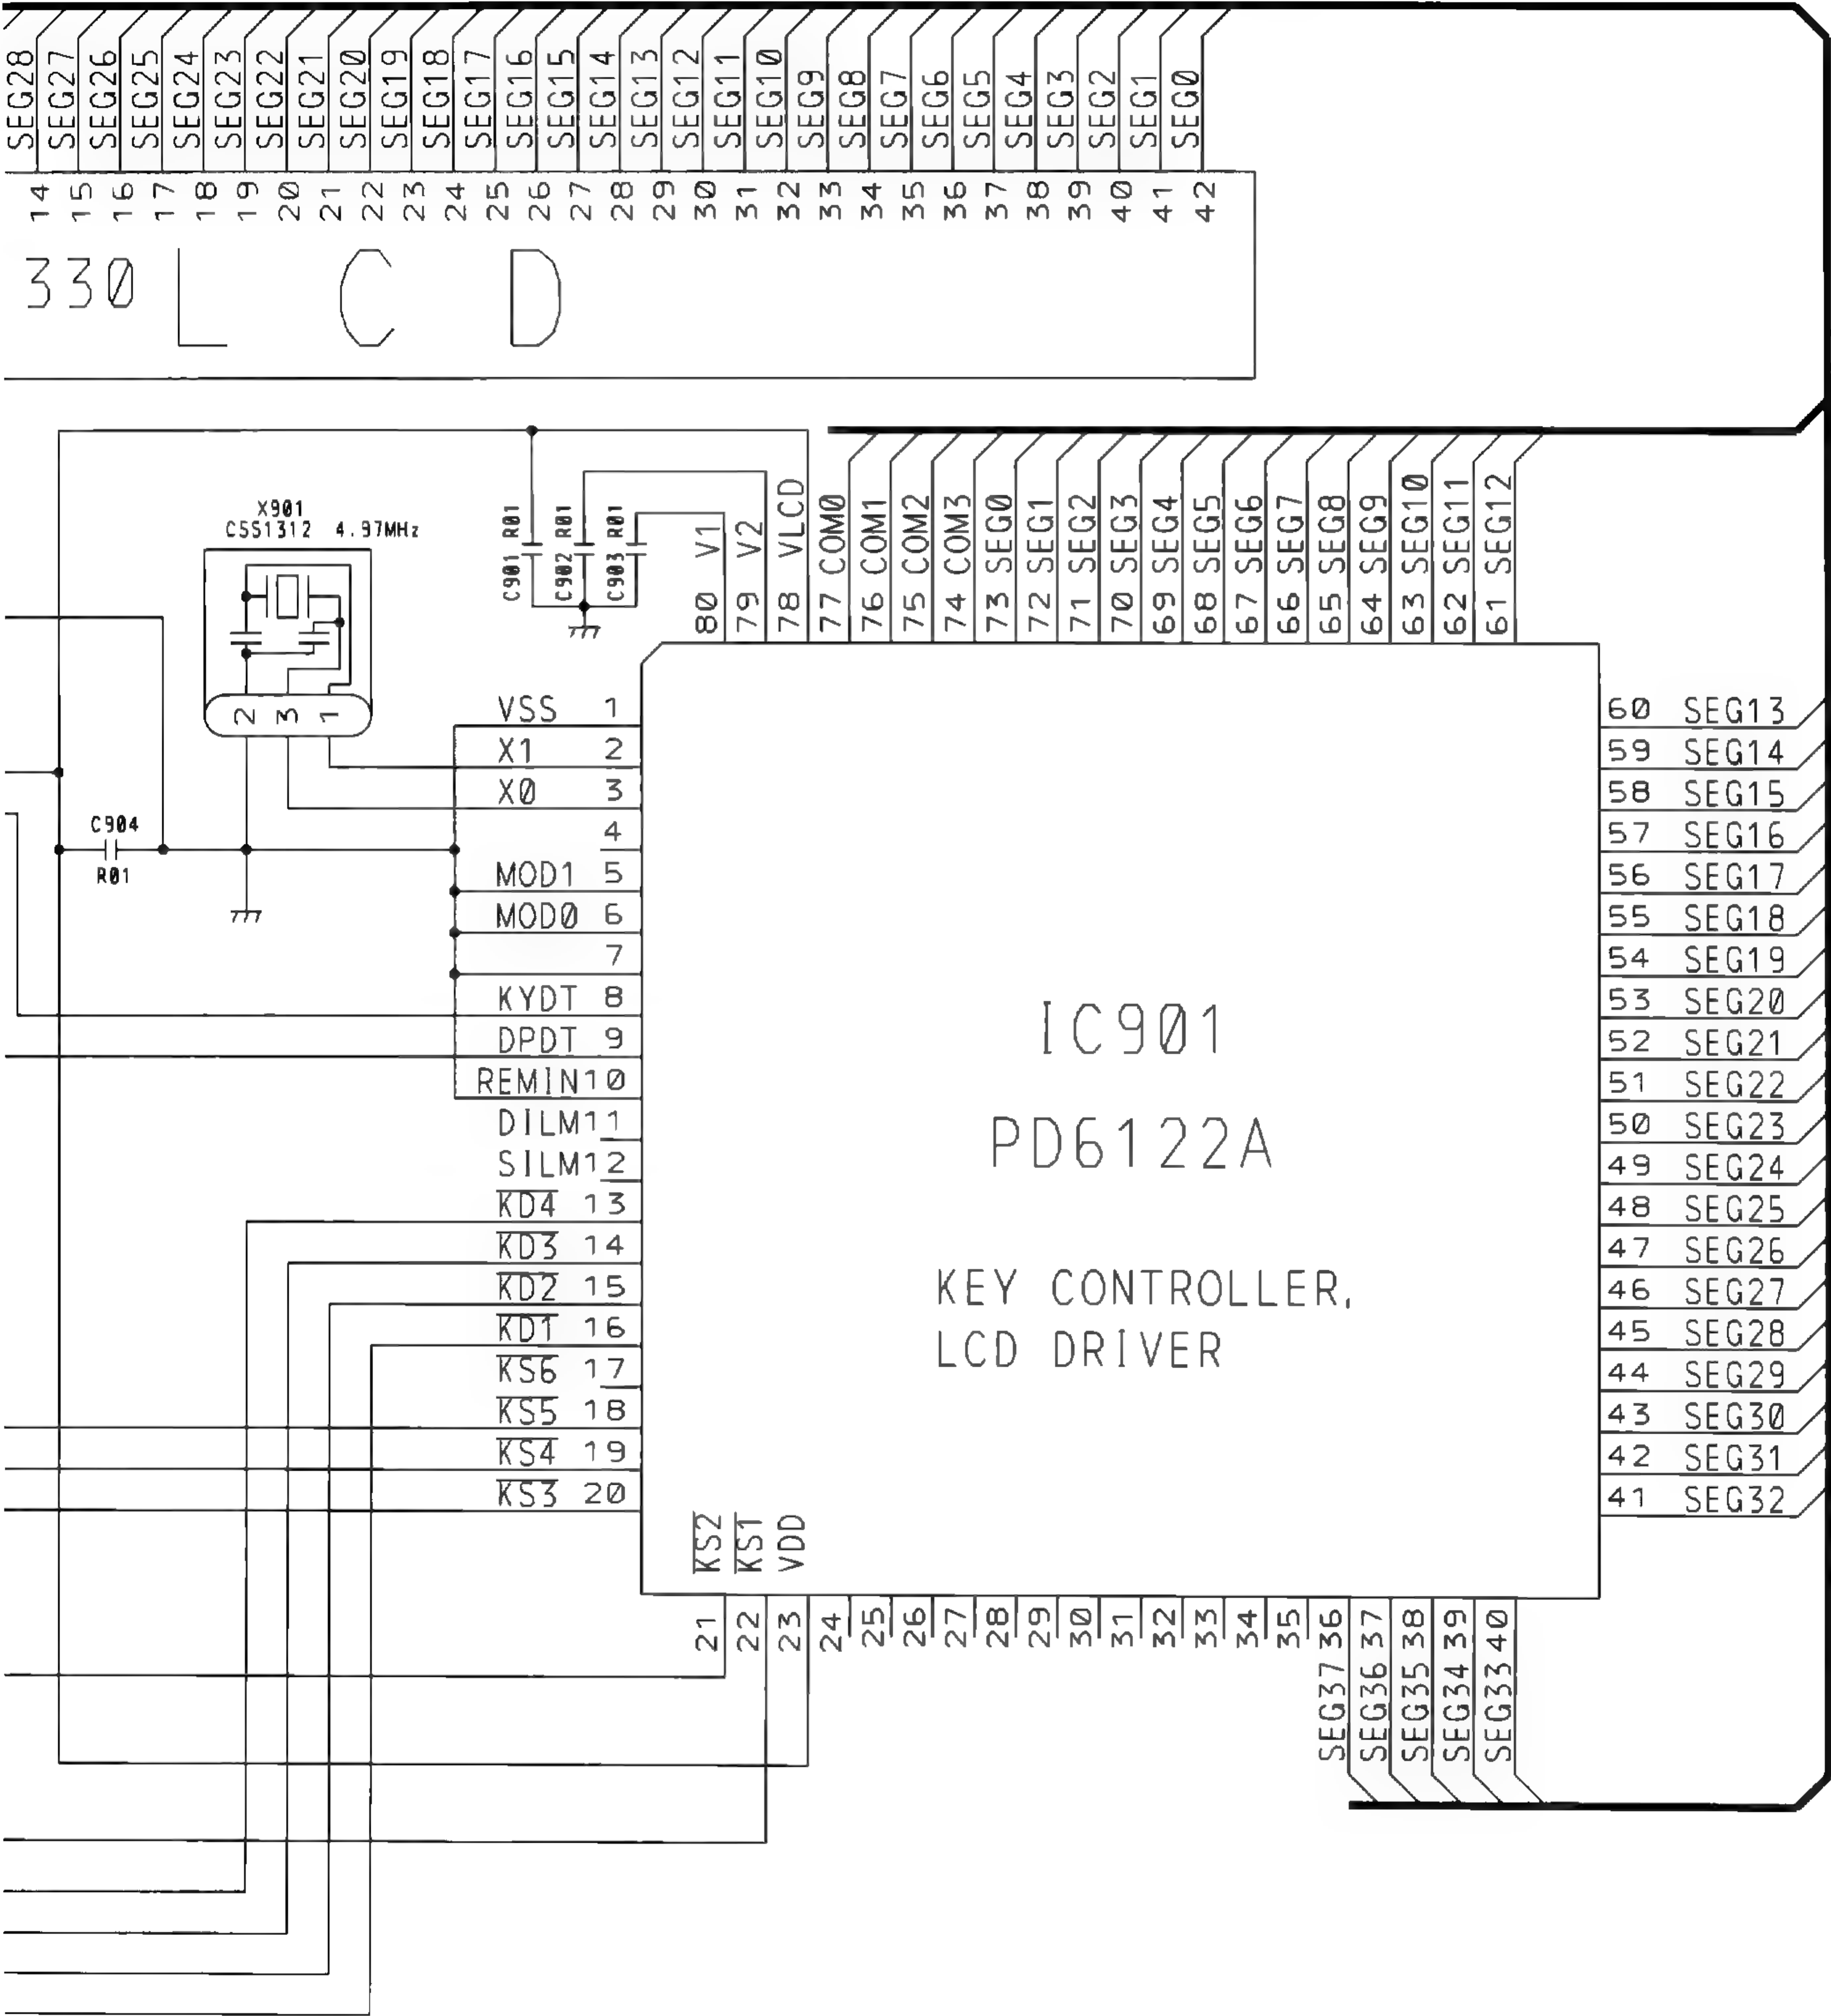 SEG28 SEG27 SEG26 SEG25 SEG24 SEG23 SEG22 SEG21 SEG20 SEG19 SEG18 SEG17 SEG16 SEG15 SEG14 SEG13 SEG12 SEG11 SEG10 SEG9 SEG8 SEG7 SEG6 SEG5 SEG4 SEG3 SEG2 SEG1 SEG0
14 15 16 17 18 19 20 21 22 23 24 25 26 27 28 29 30 31 32 33 34 35 36 37 38 39 40 41 42
330 L C D
X901
CSS1312 4.97MHz
2 3 1
C901 R01
C902 R01
C903 R01
80 V1
79 V2
78 VLCD
77 COM0
76 COM1
75 COM2
74 COM3
73 SEG0
72 SEG1
71 SEG2
70 SEG3
69 SEG4
68 SEG5
67 SEG6
66 SEG7
65 SEG8
64 SEG9
63 SEG10
62 SEG11
61 SEG12
C904
R01
VSS 1
X1 2
X0 3
4
MOD1 5
MOD0 6
7
KYDT 8
DPDT 9
REMIN10
DILM11
SILM12
KD4 13
KD3 14
KD2 15
KD1 16
KS6 17
KS5 18
KS4 19
KS3 20
IC901
PD6122A
KEY CONTROLLER,
LCD DRIVER
60 SEG13
59 SEG14
58 SEG15
57 SEG16
56 SEG17
55 SEG18
54 SEG19
53 SEG20
52 SEG21
51 SEG22
50 SEG23
49 SEG24
48 SEG25
47 SEG26
46 SEG27
45 SEG28
44 SEG29
43 SEG30
42 SEG31
41 SEG32
KS2
KS1
VDD
21 22 23 24 25 26 27 28 29 30 31 32 33 34 35
SEG37 36
SEG36 37
SEG35 38
SEG34 39
SEG33 40